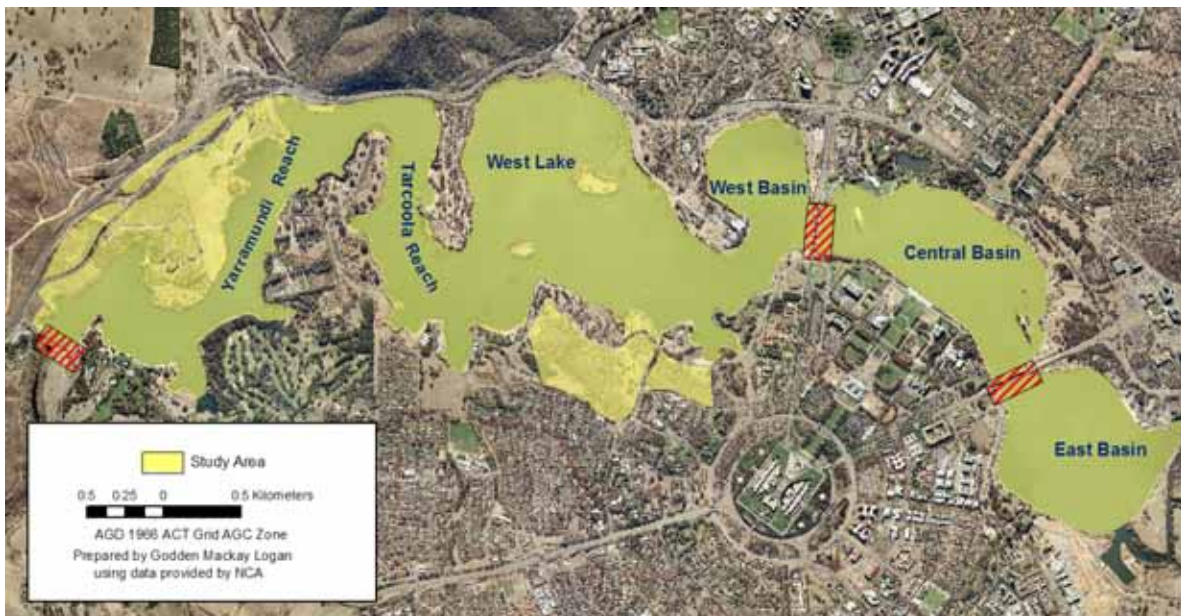 Yarramundi Reach
Tarcoola Reach
West Lake
West Basin
Central Basin
East Basin
Study Area
0.5 0.25 0 0.5 Kilometers
AGD 1966 ACT Grid AGC Zone
Prepared by Godden Mackay Logan
using data provided by NCA